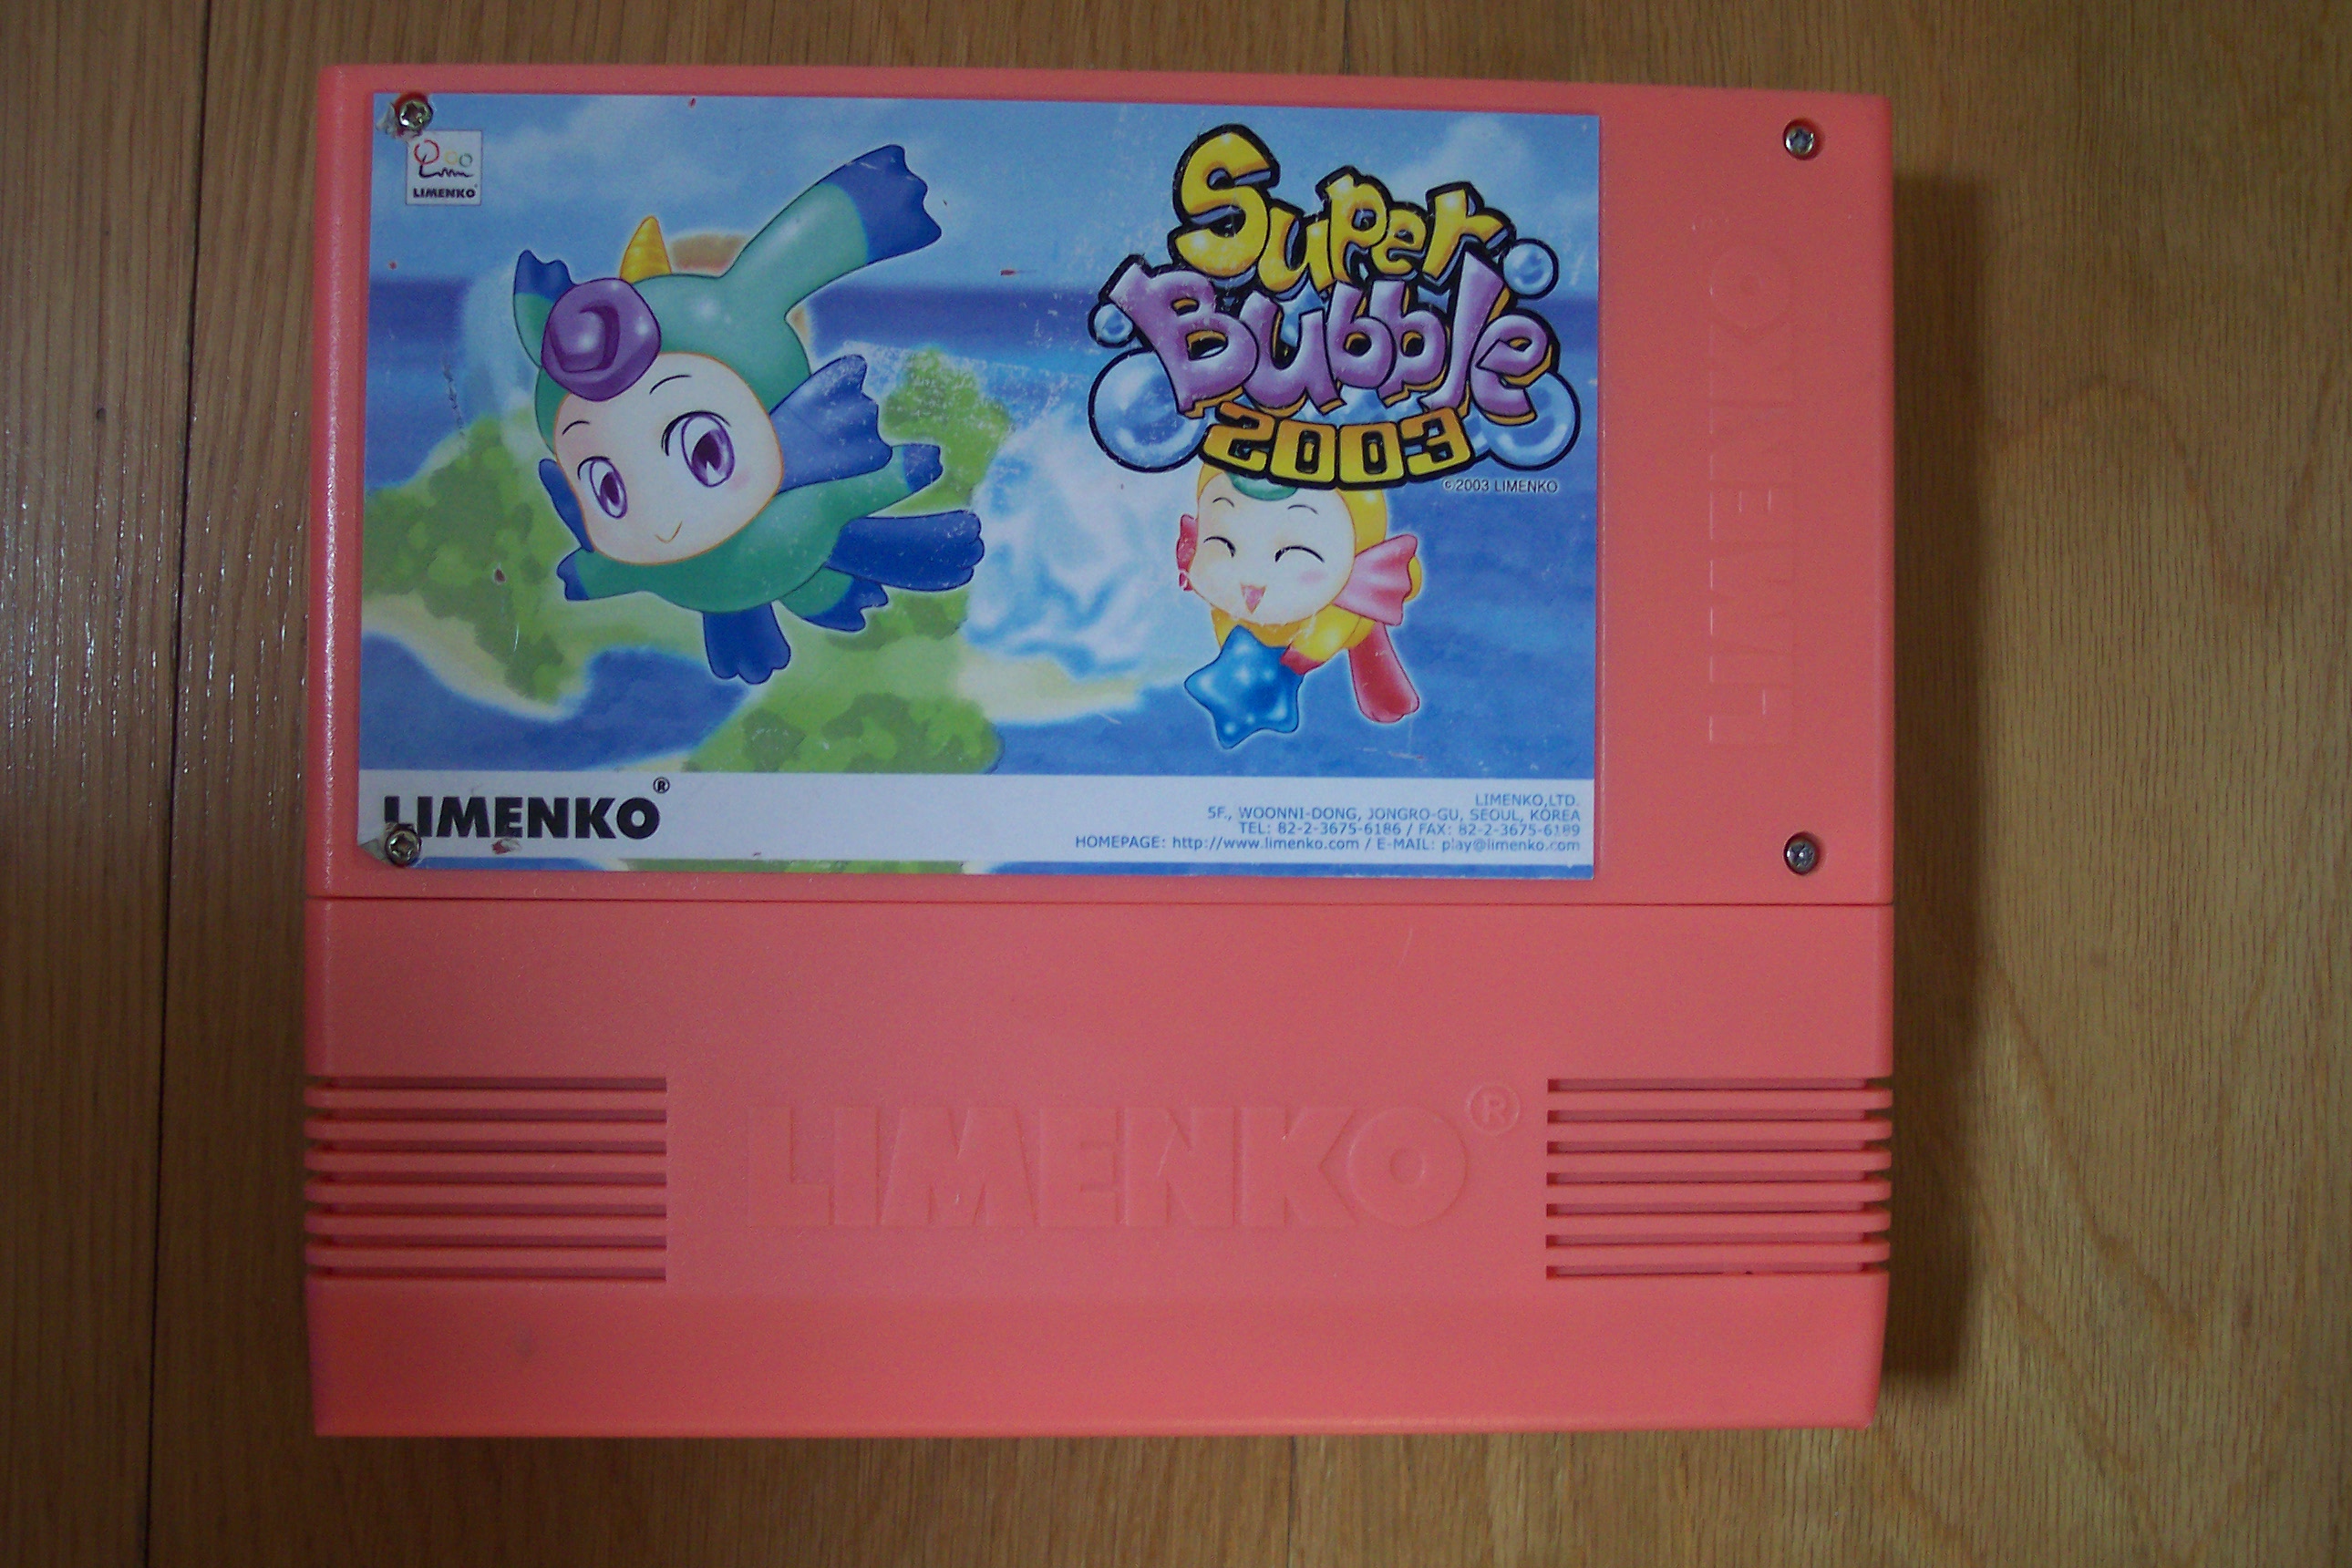 LIMENKO
Super
Bubble
2003
© 2003 LIMENKO
LIMENKO
LIMENKO®
LIMENKO,LTD.
5F., WOONNI-DONG, JONGRO-GU, SEOUL, KOREA
TEL: 82-2-3675-6186 / FAX: 82-2-3675-6189
HOMEPAGE: http://www.limenko.com / E-MAIL: play@limenko.com
LIMENKO®